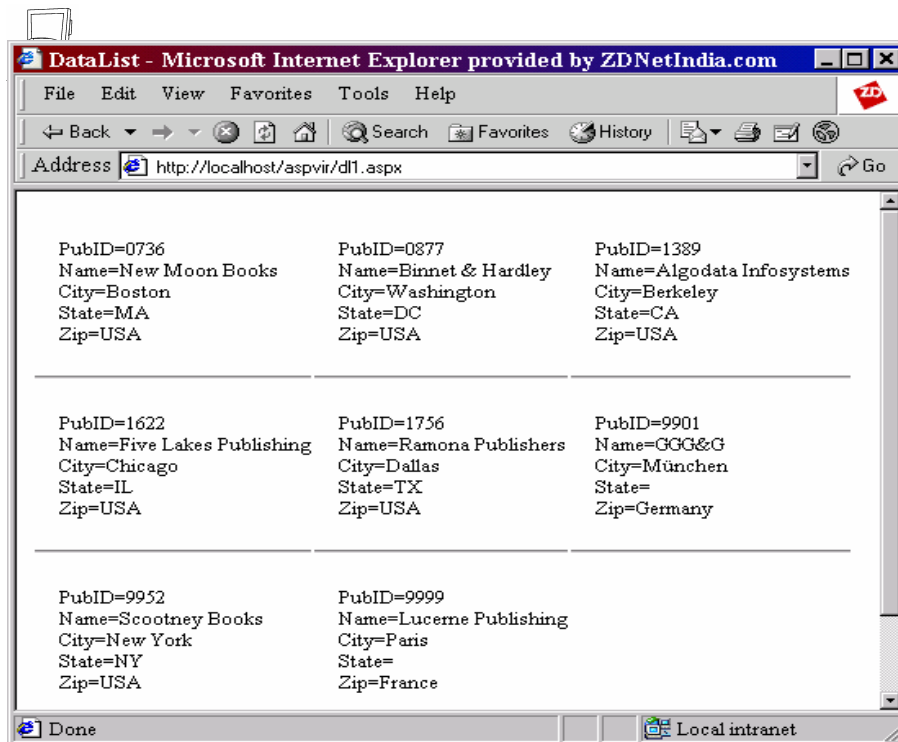 DataList - Microsoft Internet Explorer provided by ZDNetIndia.com
File Edit View Favorites Tools Help
ZD
Back Search Favorites History
Address http://localhost/aspvir/dl1.aspx Go
PubID=0736
Name=New Moon Books
City=Boston
State=MA
Zip=USA
PubID=0877
Name=Binnet & Hardley
City=Washington
State=DC
Zip=USA
PubID=1389
Name=Algodata Infosystems
City=Berkeley
State=CA
Zip=USA
PubID=1622
Name=Five Lakes Publishing
City=Chicago
State=IL
Zip=USA
PubID=1756
Name=Ramona Publishers
City=Dallas
State=TX
Zip=USA
PubID=9901
Name=GGG&G
City=München
State=
Zip=Germany
PubID=9952
Name=Scootney Books
City=New York
State=NY
Zip=USA
PubID=9999
Name=Lucerne Publishing
City=Paris
State=
Zip=France
Done Local intranet